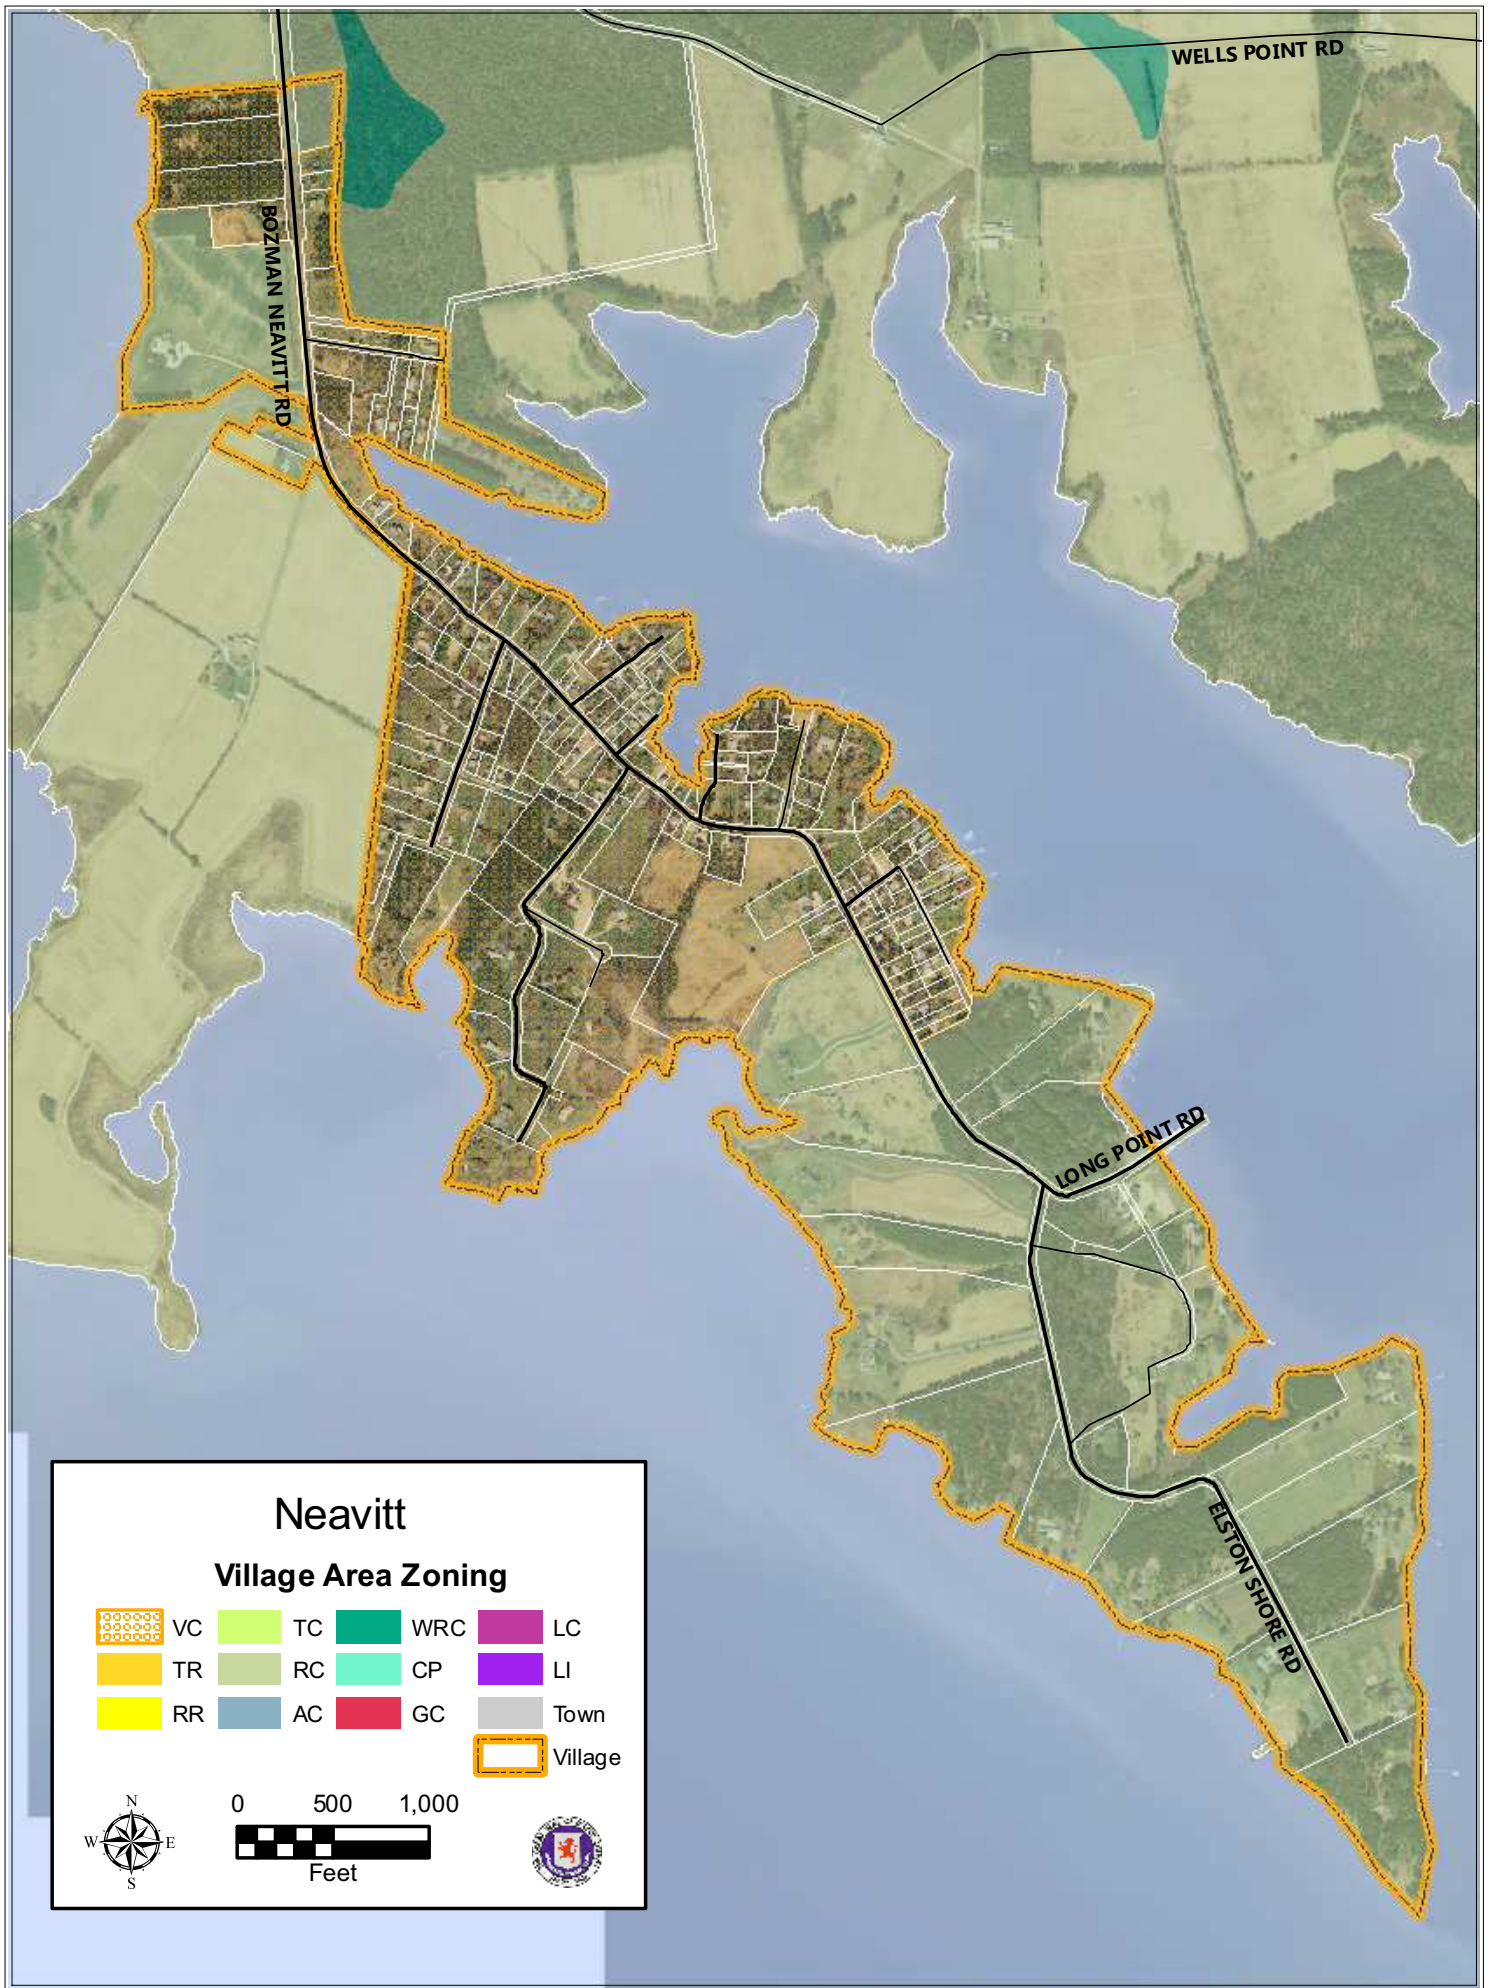 WELLS POINT RD
BOZMAN NEAVITT RD
LONG POINT RD
ELSTON SHORE RD
Neavitt
Village Area Zoning
VC TC WRC LC
TR RC CP LI
RR AC GC Town
Village
N
W E
S
0 500 1,000
Feet